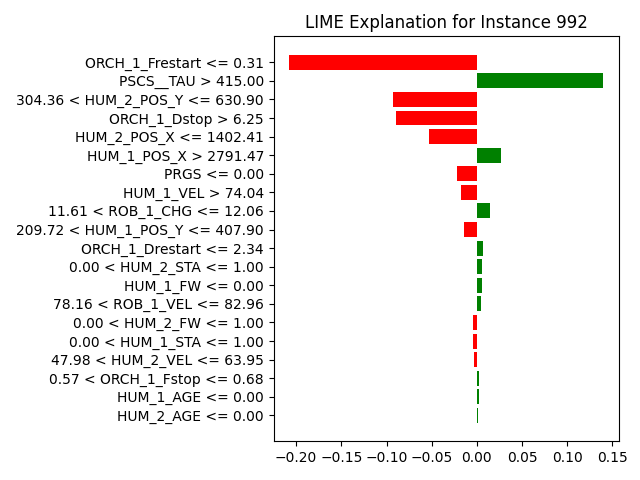 LIME Explanation for Instance 992
ORCH_1_Frestart <= 0.31
PSCS__TAU > 415.00
304.36 < HUM_2_POS_Y <= 630.90
ORCH_1_Dstop > 6.25
HUM_2_POS_X <= 1402.41
HUM_1_POS_X > 2791.47
PRGS <= 0.00
HUM_1_VEL > 74.04
11.61 < ROB_1_CHG <= 12.06
209.72 < HUM_1_POS_Y <= 407.90
ORCH_1_Drestart <= 2.34
0.00 < HUM_2_STA <= 1.00
HUM_1_FW <= 0.00
78.16 < ROB_1_VEL <= 82.96
0.00 < HUM_2_FW <= 1.00
0.00 < HUM_1_STA <= 1.00
47.98 < HUM_2_VEL <= 63.95
0.57 < ORCH_1_Fstop <= 0.68
HUM_1_AGE <= 0.00
HUM_2_AGE <= 0.00
−0.20 −0.15 −0.10 −0.05 0.00 0.05 0.10 0.15